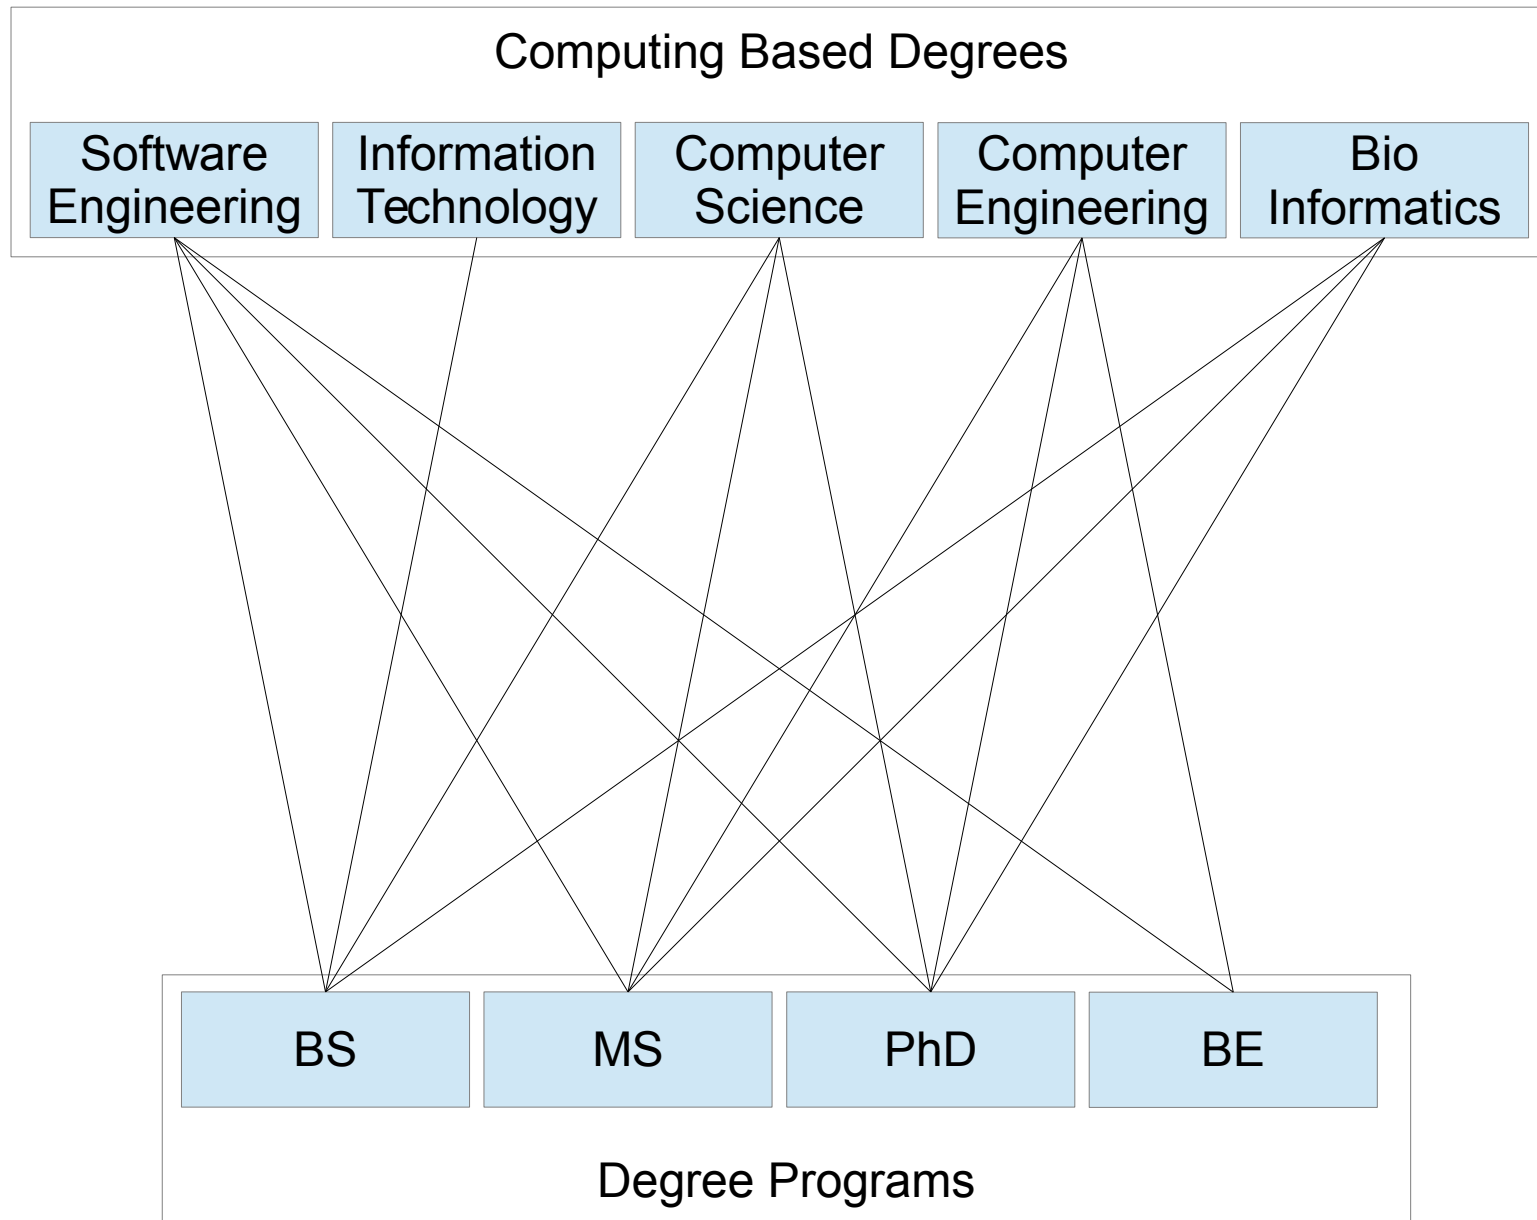 Computing Based Degrees
Software
Engineering
Information
Technology
Computer
Science
Computer
Engineering
Bio
Informatics
BS
MS
PhD
BE
Degree Programs